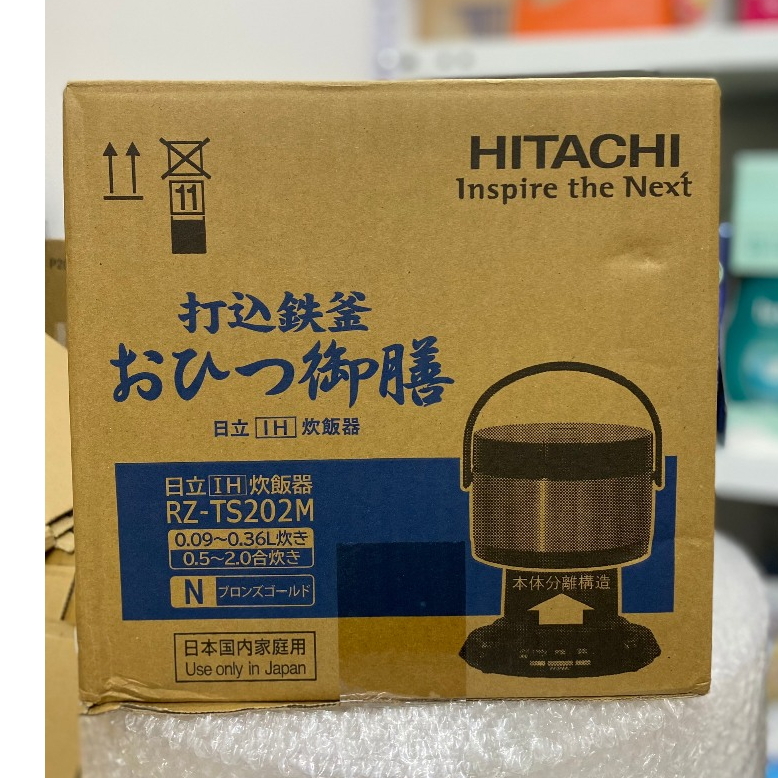 HITACHI
Inspire the Next
11
打込鉄釜
おひつ御膳
日立 IH 炊飯器
日立 IH 炊飯器
RZ-TS202M
0.09～0.36L炊き
0.5～2.0合炊き
N ブロンズゴールド
本体分離構造
日本国内家庭用
Use only in Japan